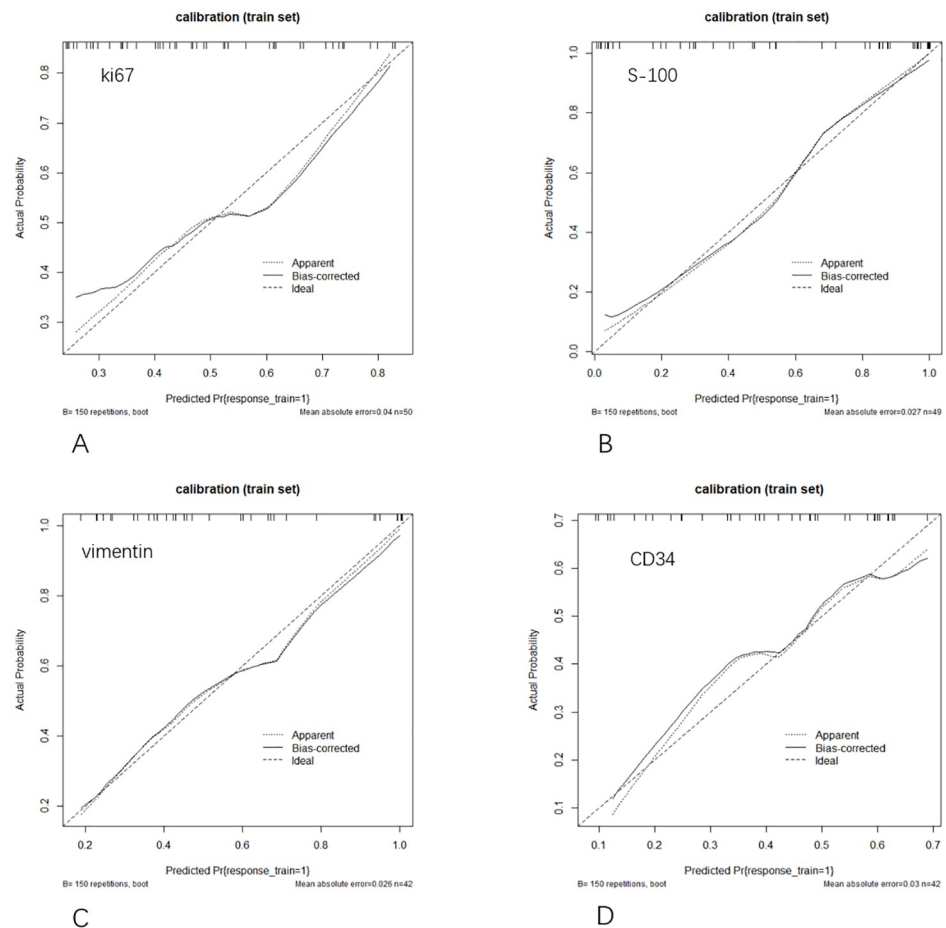 calibration (train set)
ki67
Actual Probability
0.3 0.4 0.5 0.6 0.7 0.8
Apparent
Bias-corrected
Ideal
0.3 0.4 0.5 0.6 0.7 0.8
Predicted Pr{response_train=1}
B= 150 repetitions, boot Mean absolute error=0.04 n=50
A
calibration (train set)
S-100
Actual Probability
0.0 0.2 0.4 0.6 0.8 1.0
Apparent
Bias-corrected
Ideal
0.0 0.2 0.4 0.6 0.8 1.0
Predicted Pr{response_train=1}
B= 150 repetitions, boot Mean absolute error=0.027 n=49
B
calibration (train set)
vimentin
Actual Probability
0.2 0.4 0.6 0.8 1.0
Apparent
Bias-corrected
Ideal
0.2 0.4 0.6 0.8 1.0
Predicted Pr{response_train=1}
B= 150 repetitions, boot Mean absolute error=0.026 n=42
C
calibration (train set)
CD34
Actual Probability
0.1 0.2 0.3 0.4 0.5 0.6 0.7
Apparent
Bias-corrected
Ideal
0.1 0.2 0.3 0.4 0.5 0.6 0.7
Predicted Pr{response_train=1}
B= 150 repetitions, boot Mean absolute error=0.03 n=42
D